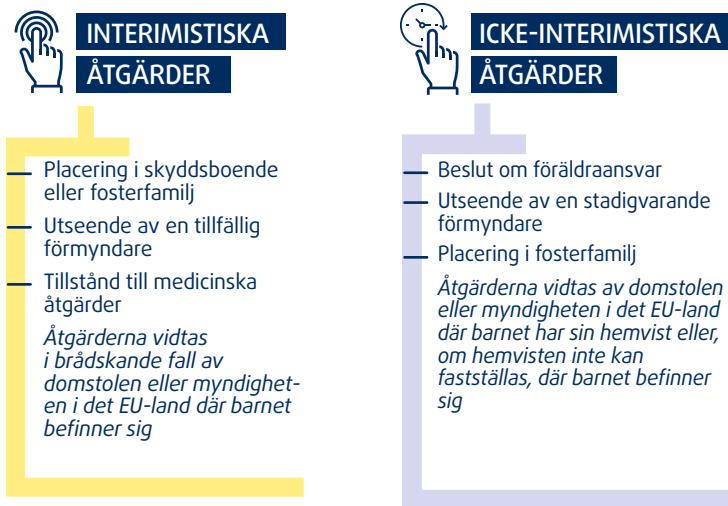 INTERIMISTISKA
ÅTGÄRDER
Placering i skyddsboende
eller fosterfamilj
Utseende av en tillfällig
förmyndare
Tillstånd till medicinska
åtgärder
Åtgärderna vidtas
i brådskande fall av
domstolen eller myndighet-
en i det EU-land där barnet
befinner sig
ICKE-INTERIMISTISKA
ÅTGÄRDER
Beslut om föräldraansvar
Utseende av en stadigvarande
förmyndare
Placering i fosterfamilj
Åtgärderna vidtas av domstolen
eller myndigheten i det EU-land
där barnet har sin hemvist eller,
om hemvisten inte kan
fastställas, där barnet befinner
sig